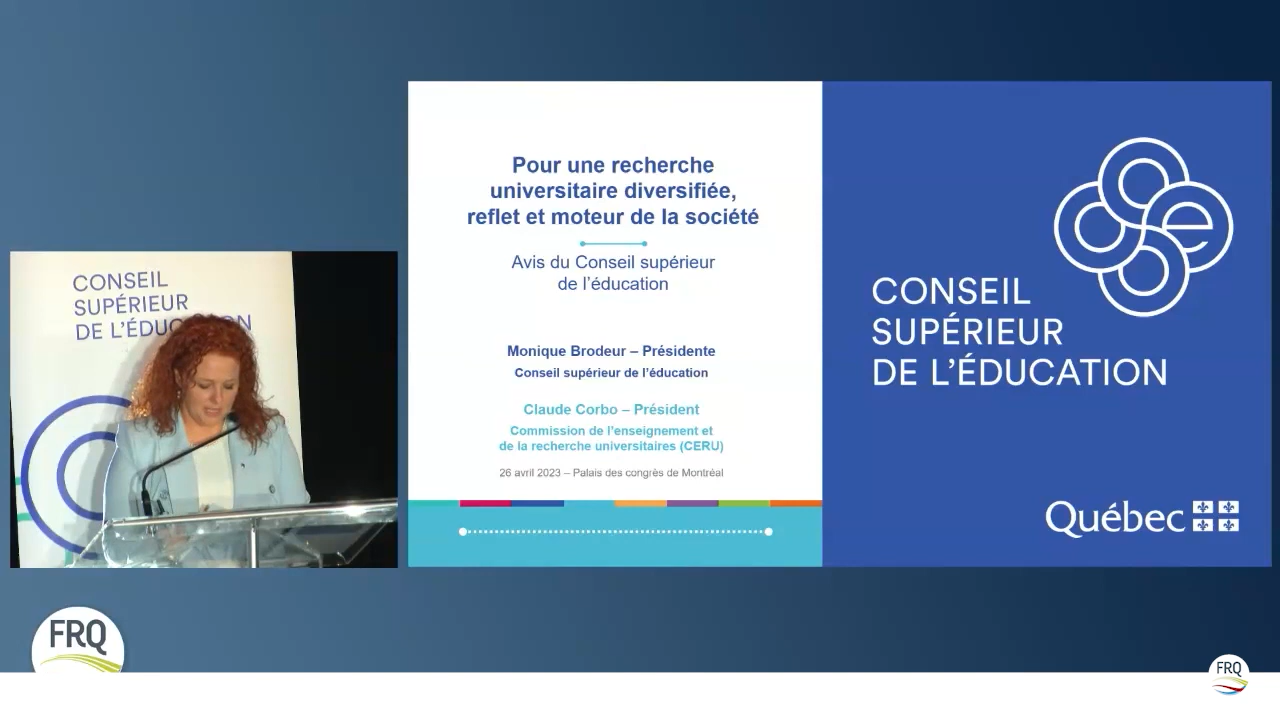 CONSEIL
SUPÉRIEUR
DE L'ÉDUCATION
Pour une recherche
universitaire diversifiée,
reflet et moteur de la société
Avis du Conseil supérieur
de l'éducation
Monique Brodeur – Présidente
Conseil supérieur de l'éducation
Claude Corbo – Président
Commission de l'enseignement et
de la recherche universitaires (CERU)
26 avril 2023 – Palais des congrès de Montréal
CONSEIL
SUPÉRIEUR
DE L'ÉDUCATION
Québec
FRQ
FRQ